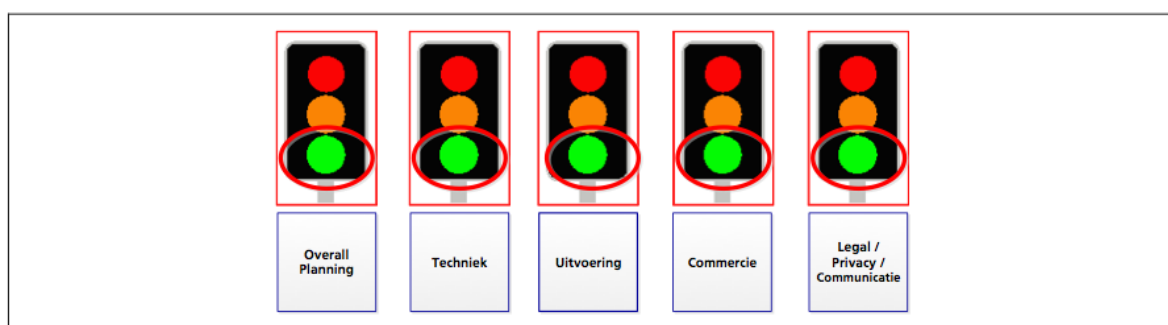 Overall
Planning
Techniek
Uitvoering
Commercie
Legal /
Privacy /
Communicatie